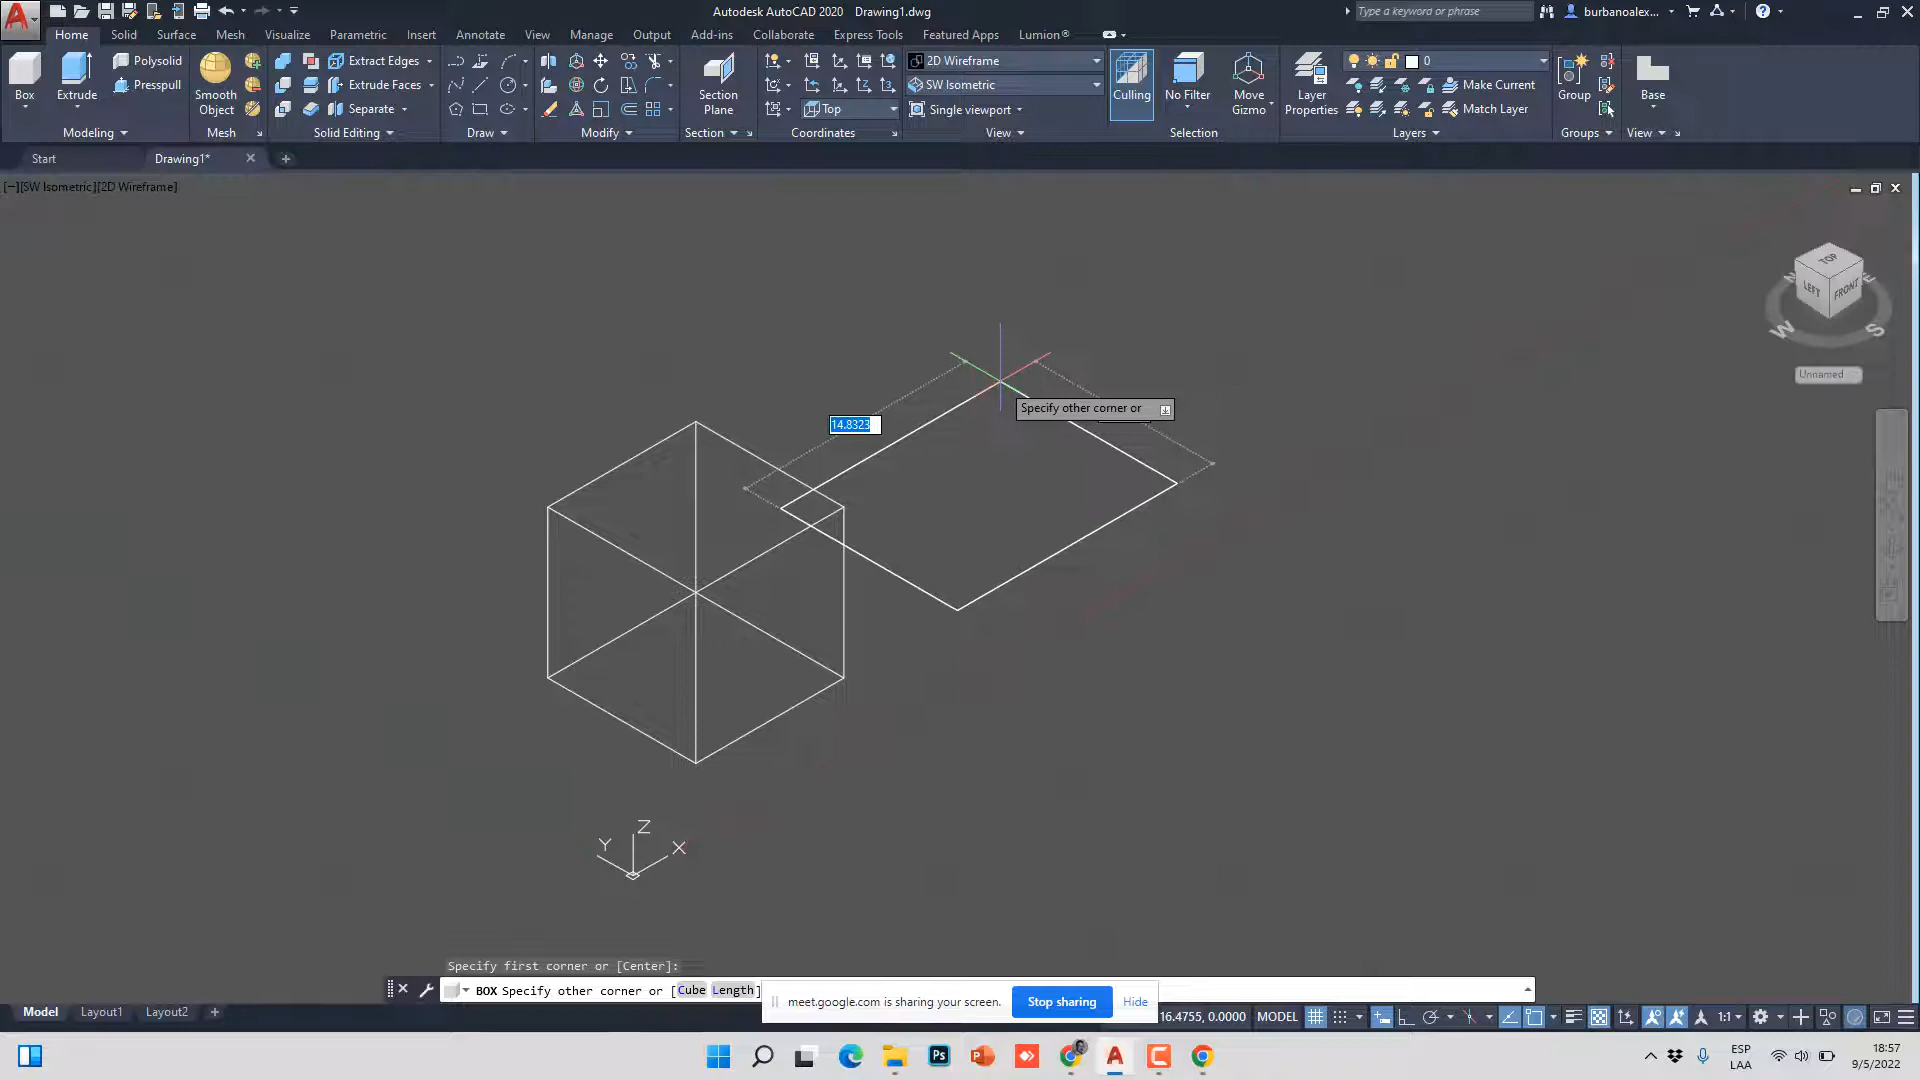 Autodesk AutoCAD 2020 Drawing1.dwg
Type a keyword or phrase
burbanoalex...
Home Solid Surface Mesh Visualize Parametric Insert Annotate View Manage Output Add-ins Collaborate Express Tools Featured Apps Lumion®
Box
Extrude
Polysolid
Presspull
Modeling
Smooth
Object
Mesh
Extract Edges
Extrude Faces
Separate
Solid Editing
Draw
Modify
Section
Plane
Section
Top
Coordinates
2D Wireframe
SW Isometric
Single viewport
View
Culling
No Filter
Move
Gizmo
Selection
Layer
Properties
0
Make Current
Match Layer
Layers
Group
Groups
Base
View
Start
Drawing1*
[−][SW Isometric][2D Wireframe]
TOP
LEFT
FRONT
N
E
W
S
Unnamed
Specify other corner or
14.8323
Z
Y
X
Specify first corner or [Center]:
BOX Specify other corner or [Cube Length]
meet.google.com is sharing your screen.
Stop sharing
Hide
Model
Layout1
Layout2
16.4755, 0.0000
MODEL
1:1
ESP
LAA
18:57
9/5/2022